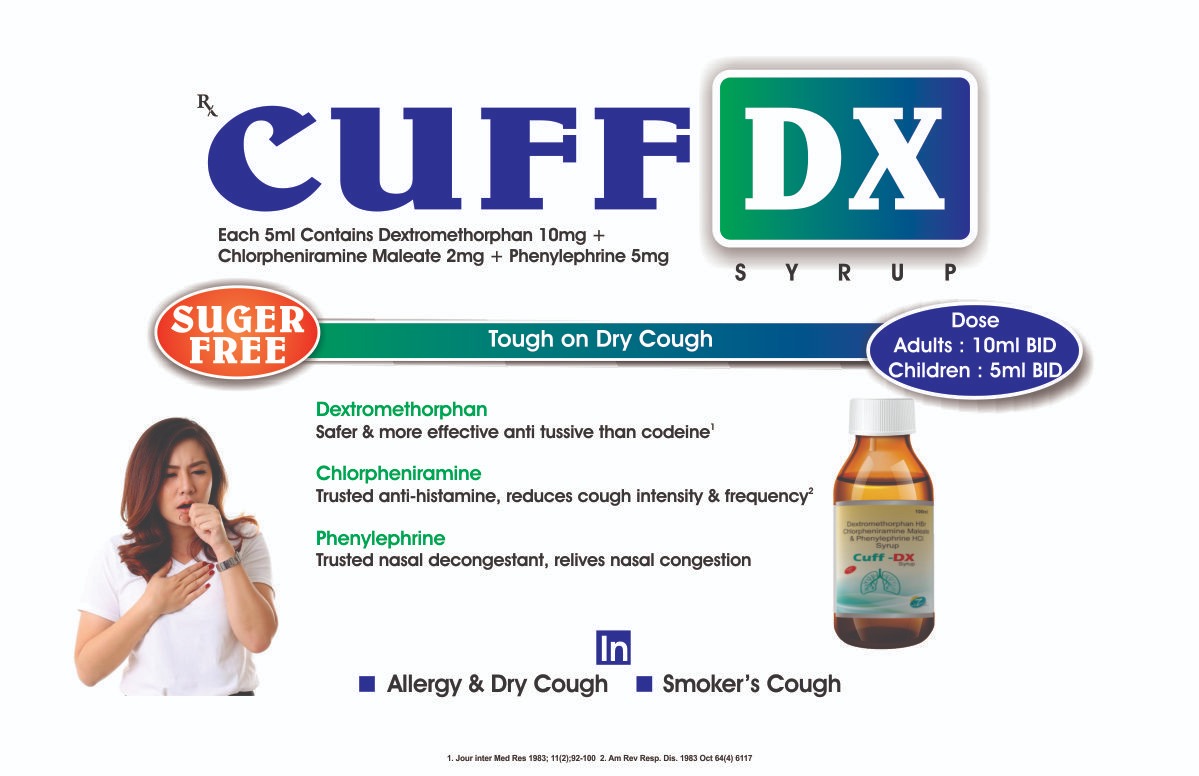 Rx
CUFF DX
Each 5ml Contains Dextromethorphan 10mg +
Chlorpheniramine Maleate 2mg + Phenylephrine 5mg
SYRUP
SUGER
FREE
Tough on Dry Cough
Dose
Adults : 10ml BID
Children : 5ml BID
Dextromethorphan
Safer & more effective anti tussive than codeine¹
Chlorpheniramine
Trusted anti-histamine, reduces cough intensity & frequency²
Phenylephrine
Trusted nasal decongestant, relives nasal congestion
100ml
Dextromethorphan HBr
Chlorpheniramine Maleate
& Phenylephrine HCl
Syrup
Cuff-DX
Syrup
In
Allergy & Dry Cough
Smoker's Cough
1. Jour inter Med Res 1983; 11(2);92-100 2. Am Rev Resp. Dis. 1983 Oct 64(4) 6117